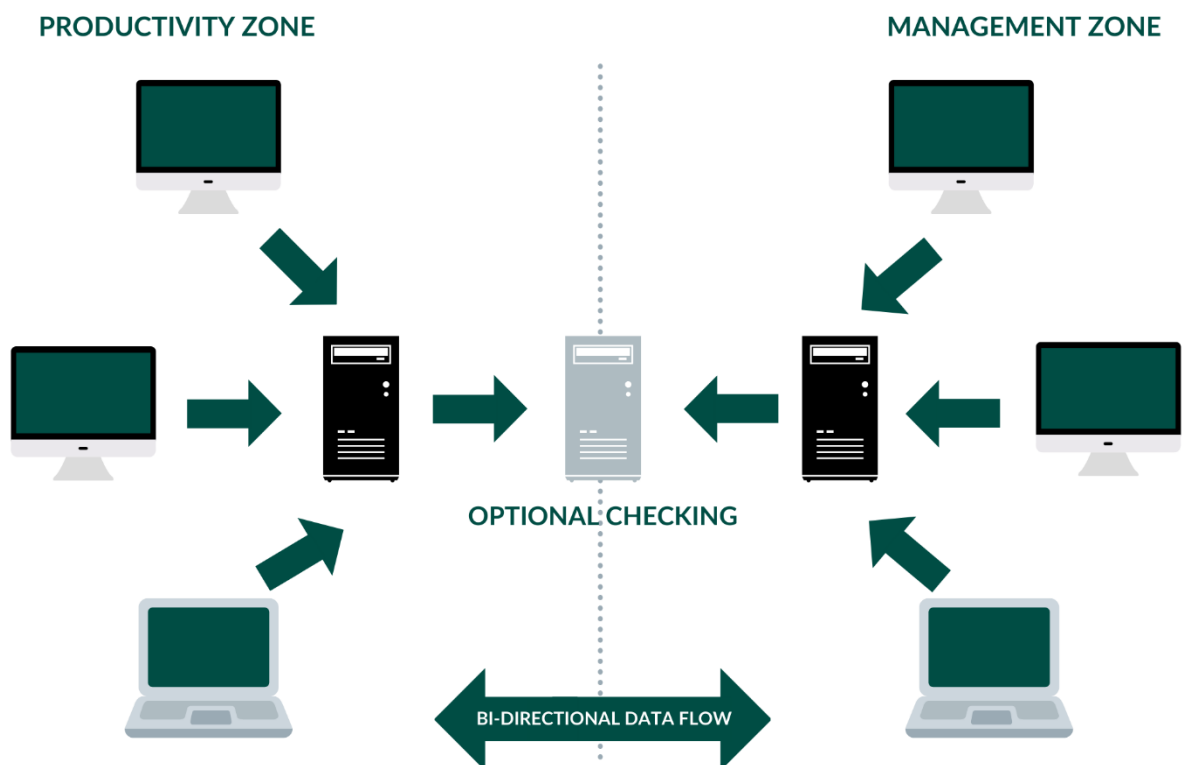 PRODUCTIVITY ZONE
MANAGEMENT ZONE
OPTIONAL CHECKING
BI-DIRECTIONAL DATA FLOW